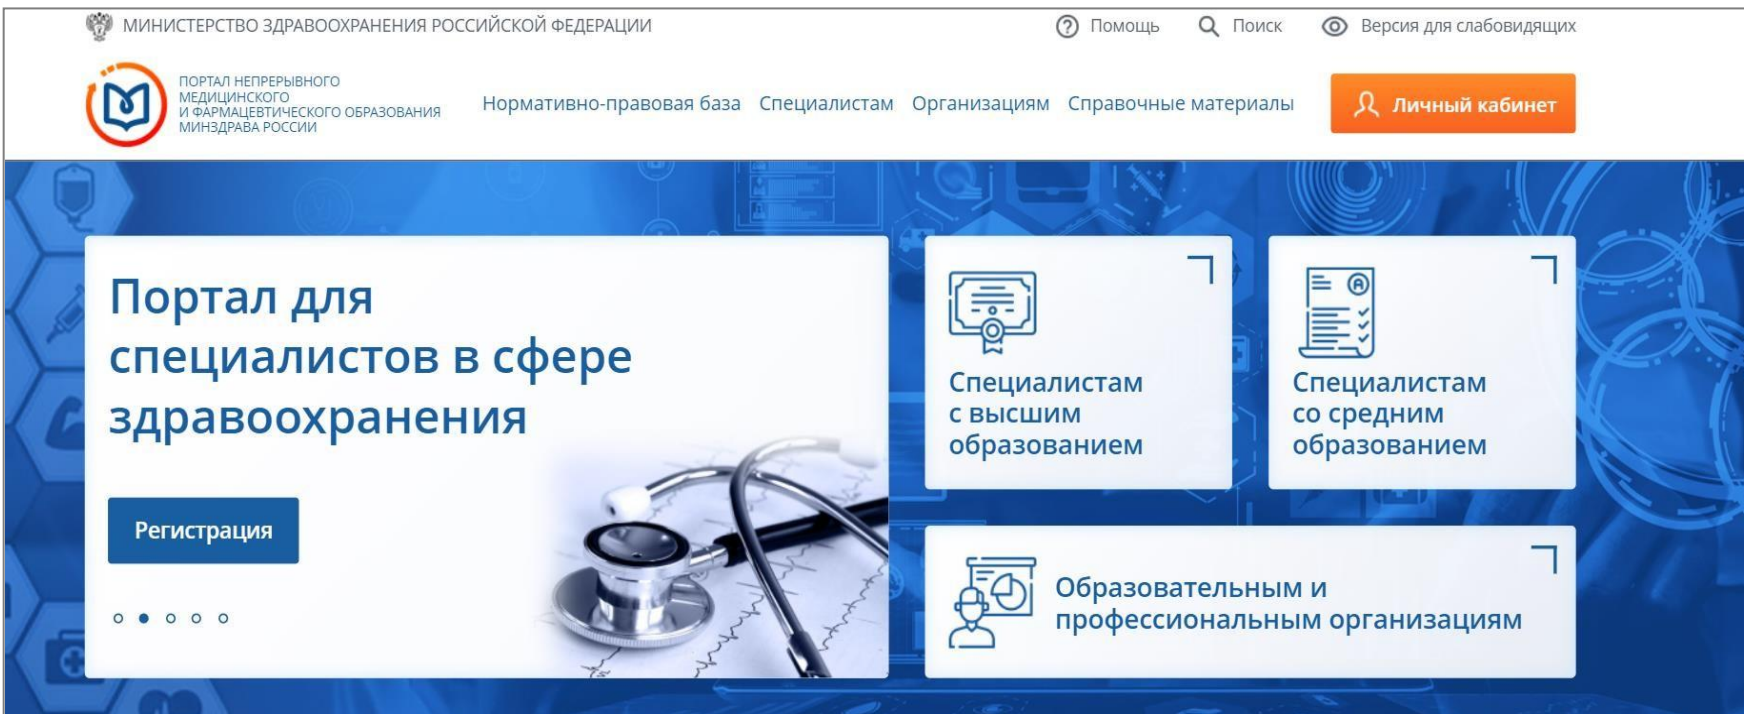 МИНИСТЕРСТВО ЗДРАВООХРАНЕНИЯ РОССИЙСКОЙ ФЕДЕРАЦИИ
Помощь
Поиск
Версия для слабовидящих
ПОРТАЛ НЕПРЕРЫВНОГО
МЕДИЦИНСКОГО
И ФАРМАЦЕВТИЧЕСКОГО ОБРАЗОВАНИЯ
МИНЗДРАВА РОССИИ
Нормативно-правовая база
Специалистам
Организациям
Справочные материалы
Личный кабинет
Портал для
специалистов в сфере
здравоохранения
Регистрация
Специалистам
с высшим
образованием
Специалистам
со средним
образованием
Образовательным и
профессиональным организациям